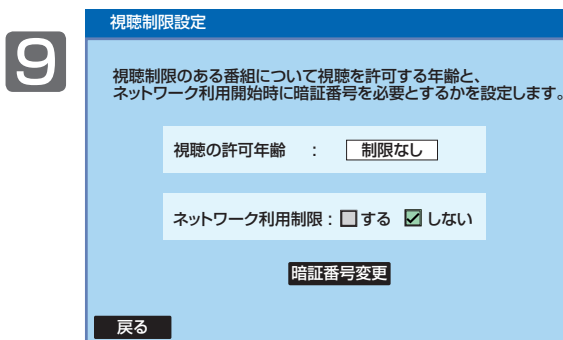 9
視聴制限設定
視聴制限のある番組について視聴を許可する年齢と、
ネットワーク利用開始時に暗証番号を必要とするかを設定します。
視聴の許可年齢 : 制限なし
ネットワーク利用制限 : する しない
暗証番号変更
戻る